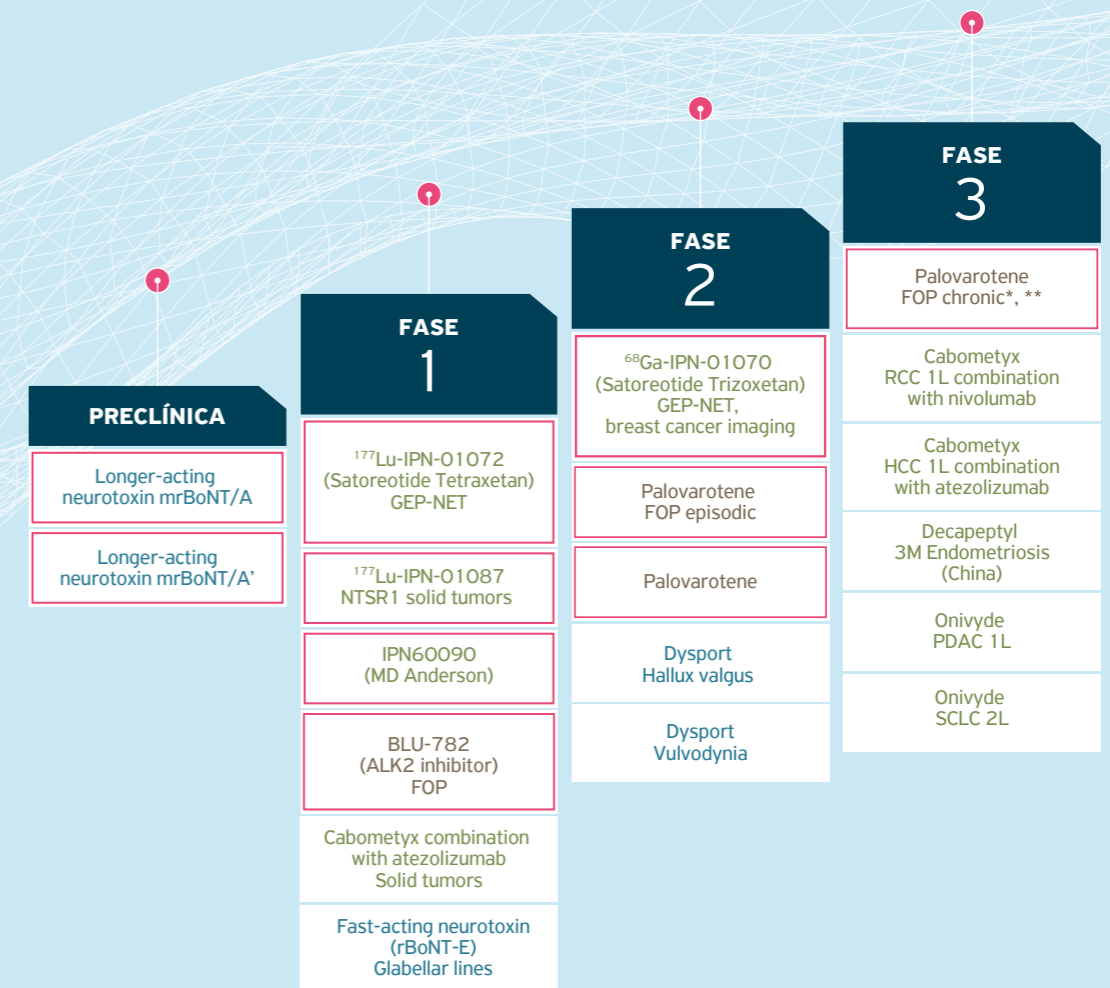 PRECLÍNICA
Longer-acting
neurotoxin mrBoNT/A
Longer-acting
neurotoxin mrBoNT/A'
FASE
1
¹⁷⁷Lu-IPN-01072
(Satoreotide Tetraxetan)
GEP-NET
¹⁷⁷Lu-IPN-01087
NTSR1 solid tumors
IPN60090
(MD Anderson)
BLU-782
(ALK2 inhibitor)
FOP
Cabometyx combination
with atezolizumab
Solid tumors
Fast-acting neurotoxin
(rBoNT-E)
Glabellar lines
FASE
2
⁶⁸Ga-IPN-01070
(Satoreotide Trizoxetan)
GEP-NET,
breast cancer imaging
Palovarotene
FOP episodic
Palovarotene
Dysport
Hallux valgus
Dysport
Vulvodynia
FASE
3
Palovarotene
FOP chronic*, **
Cabometyx
RCC 1L combination
with nivolumab
Cabometyx
HCC 1L combination
with atezolizumab
Decapeptyl
3M Endometriosis
(China)
Onivyde
PDAC 1L
Onivyde
SCLC 2L